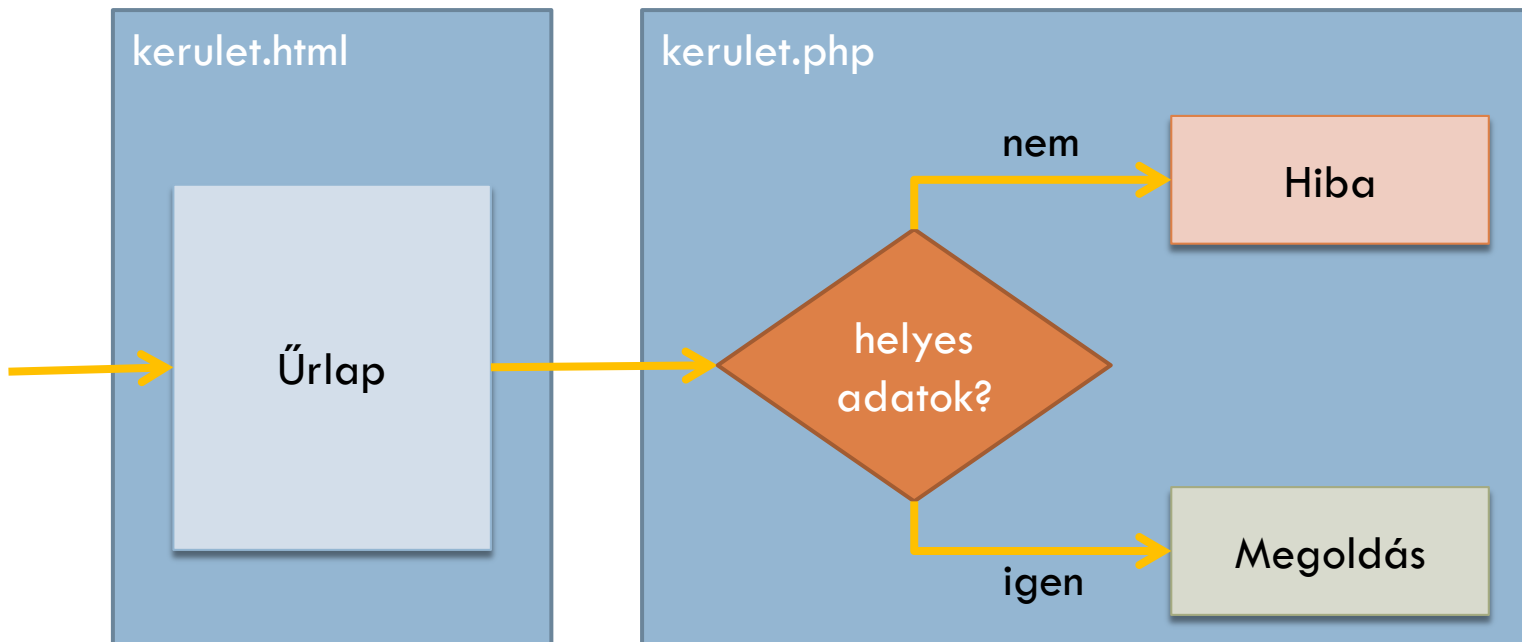 kerulet.html
Űrlap
kerulet.php
helyes
adatok?
nem
Hiba
igen
Megoldás